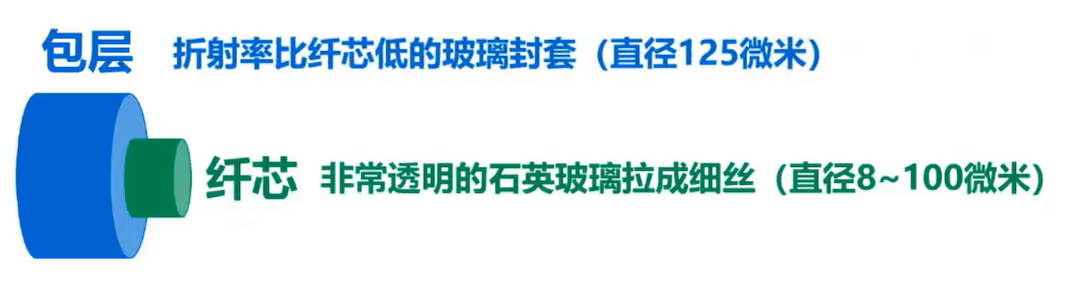 包层 折射率比纤芯低的玻璃封套（直径125微米）
纤芯 非常透明的石英玻璃拉成细丝（直径8~100微米）